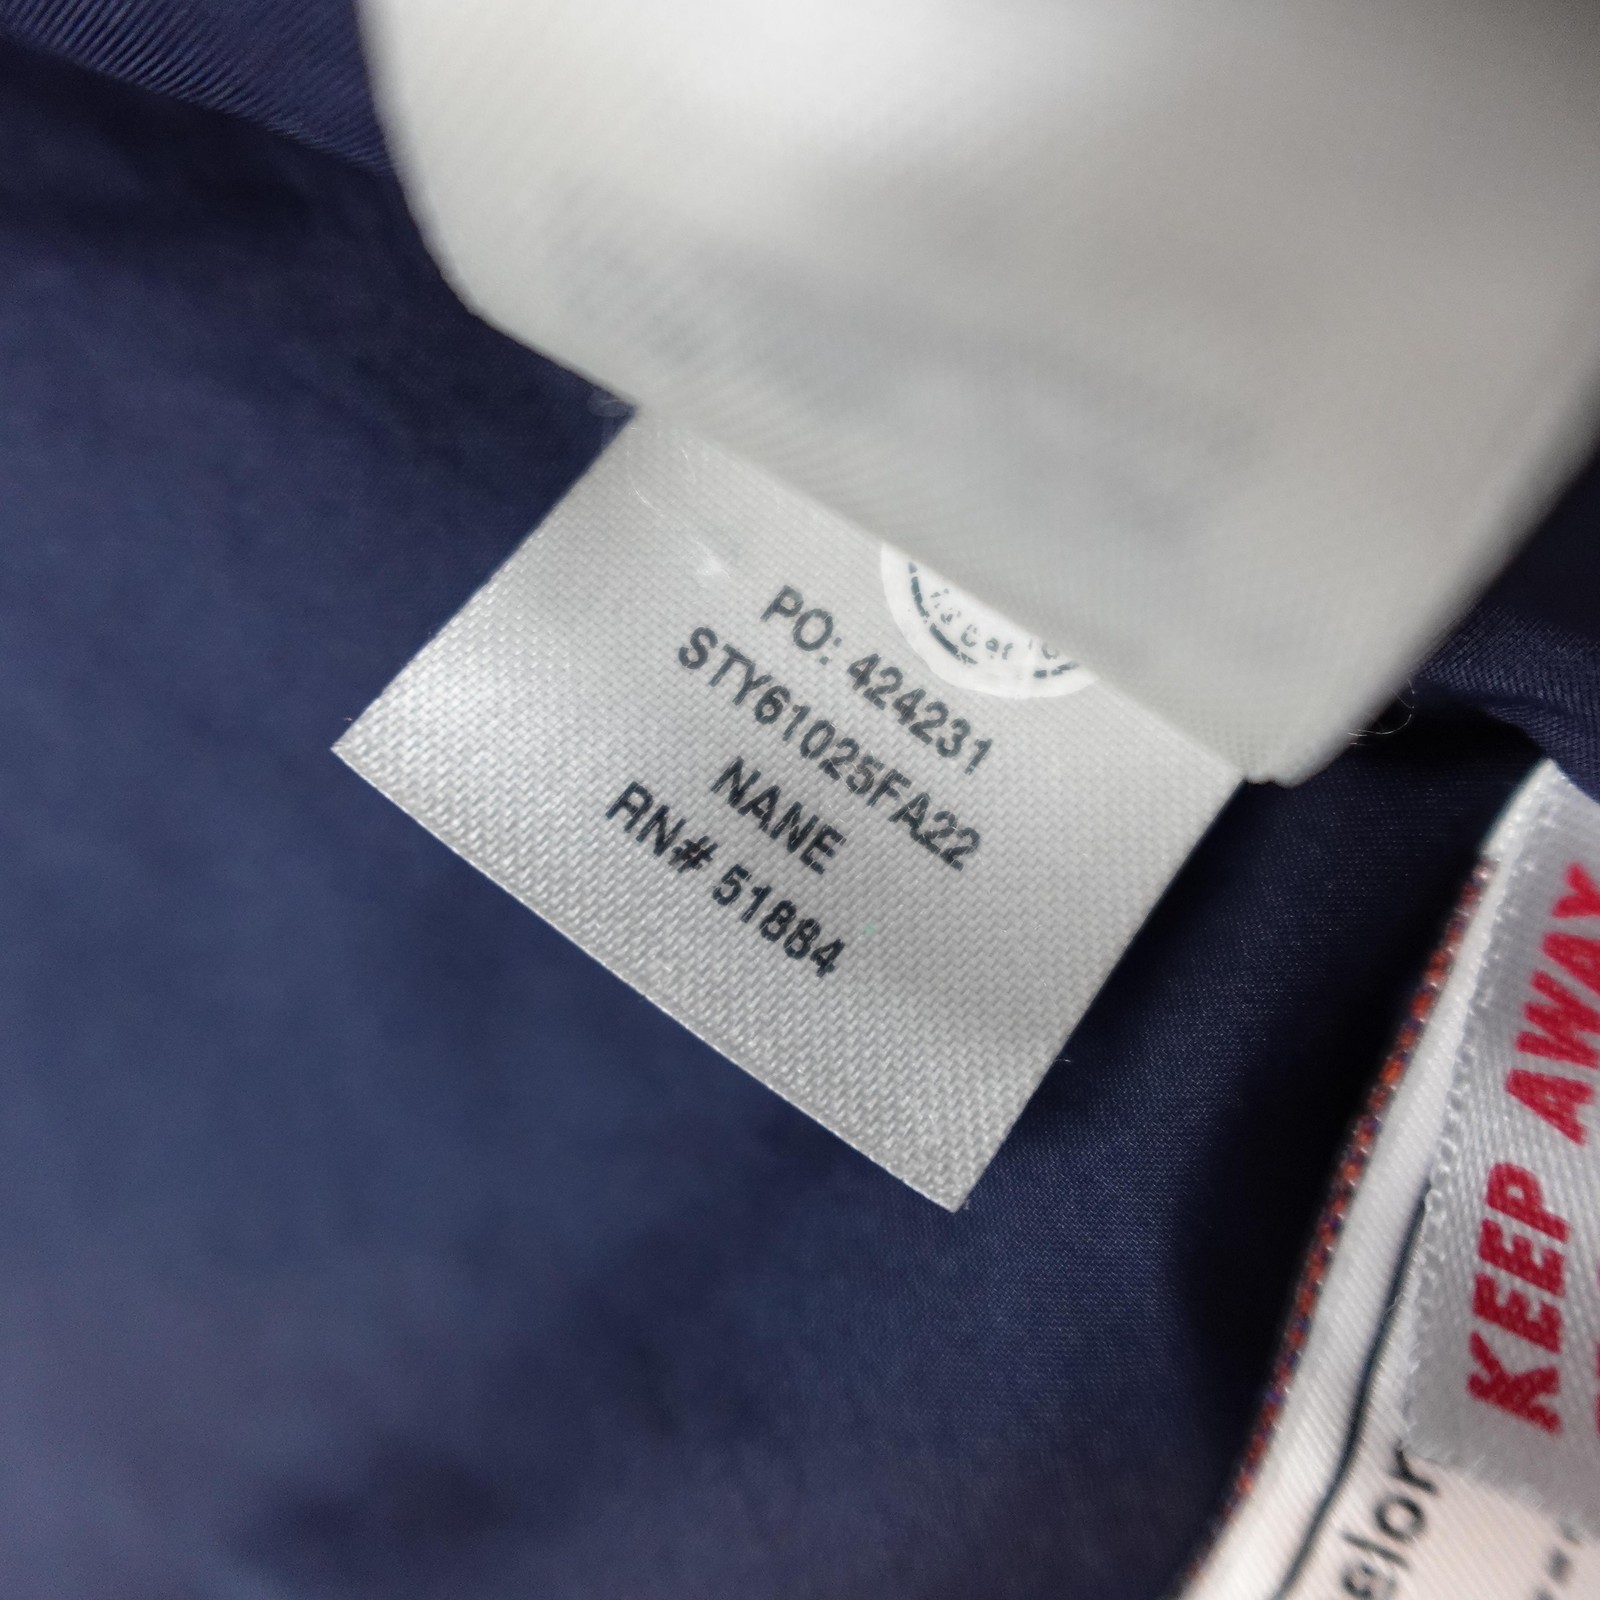 PO: 424231
STY61025FA22
NANE
RN# 51884
KEEP AWAY